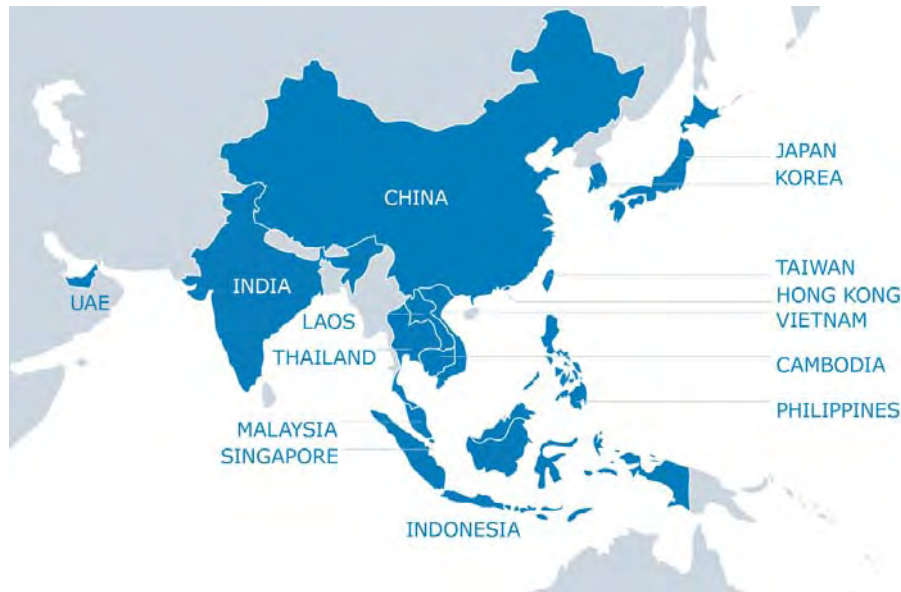 JAPAN
KOREA
CHINA
TAIWAN
UAE
INDIA
HONG KONG
LAOS
VIETNAM
THAILAND
CAMBODIA
PHILIPPINES
MALAYSIA
SINGAPORE
INDONESIA